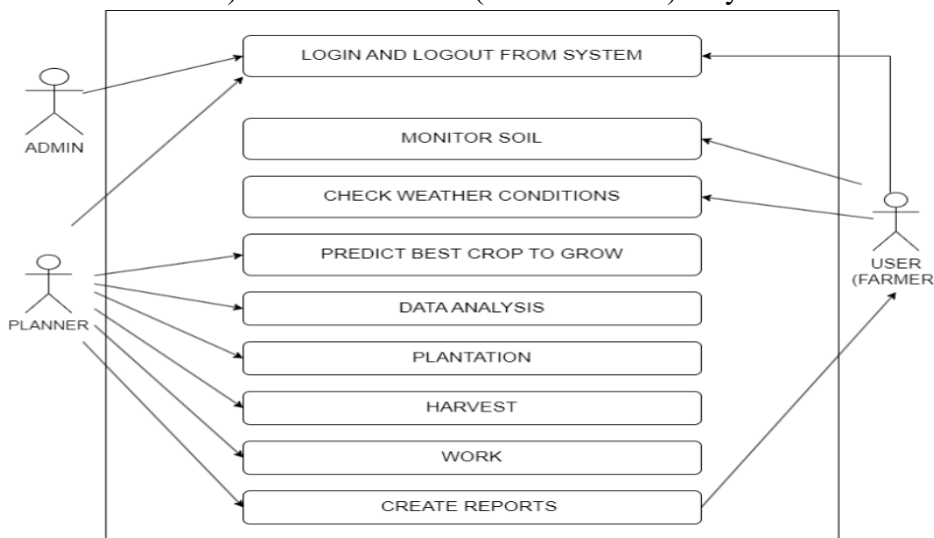 LOGIN AND LOGOUT FROM SYSTEM
ADMIN
MONITOR SOIL
CHECK WEATHER CONDITIONS
PREDICT BEST CROP TO GROW
USER
(FARMER
DATA ANALYSIS
PLANNER
PLANTATION
HARVEST
WORK
CREATE REPORTS